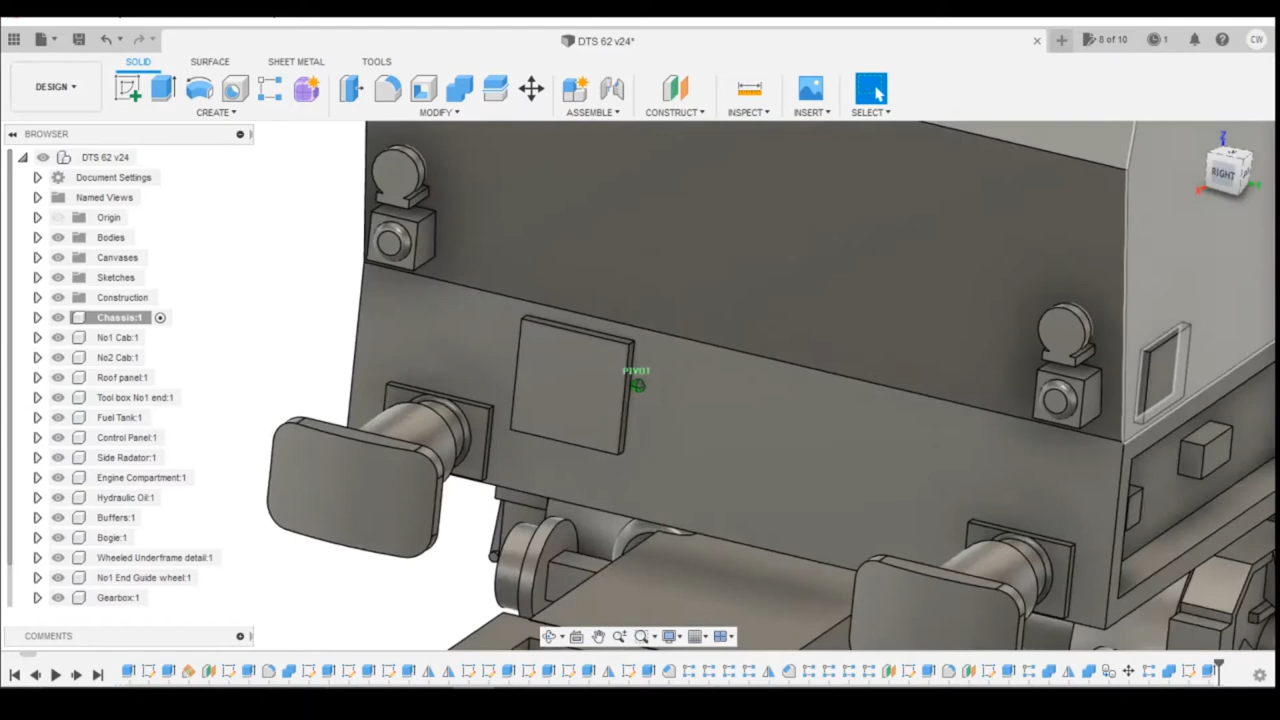 DTS 62 v24*
8 of 10
1
CW
SOLID
SURFACE
SHEET METAL
TOOLS
DESIGN
CREATE
MODIFY
ASSEMBLE
CONSTRUCT
INSPECT
INSERT
SELECT
BROWSER
DTS 62 v24
Document Settings
Named Views
Origin
Bodies
Canvases
Sketches
Construction
Chassis:1
No1 Cab:1
No2 Cab:1
Roof panel:1
Tool box No1 end:1
Fuel Tank:1
Control Panel:1
Side Radator:1
Engine Compartment:1
Hydraulic Oil:1
Buffers:1
Bogie:1
Wheeled Underframe detail:1
No1 End Guide wheel:1
Gearbox:1
COMMENTS
PIVOT
Z
RIGHT
X